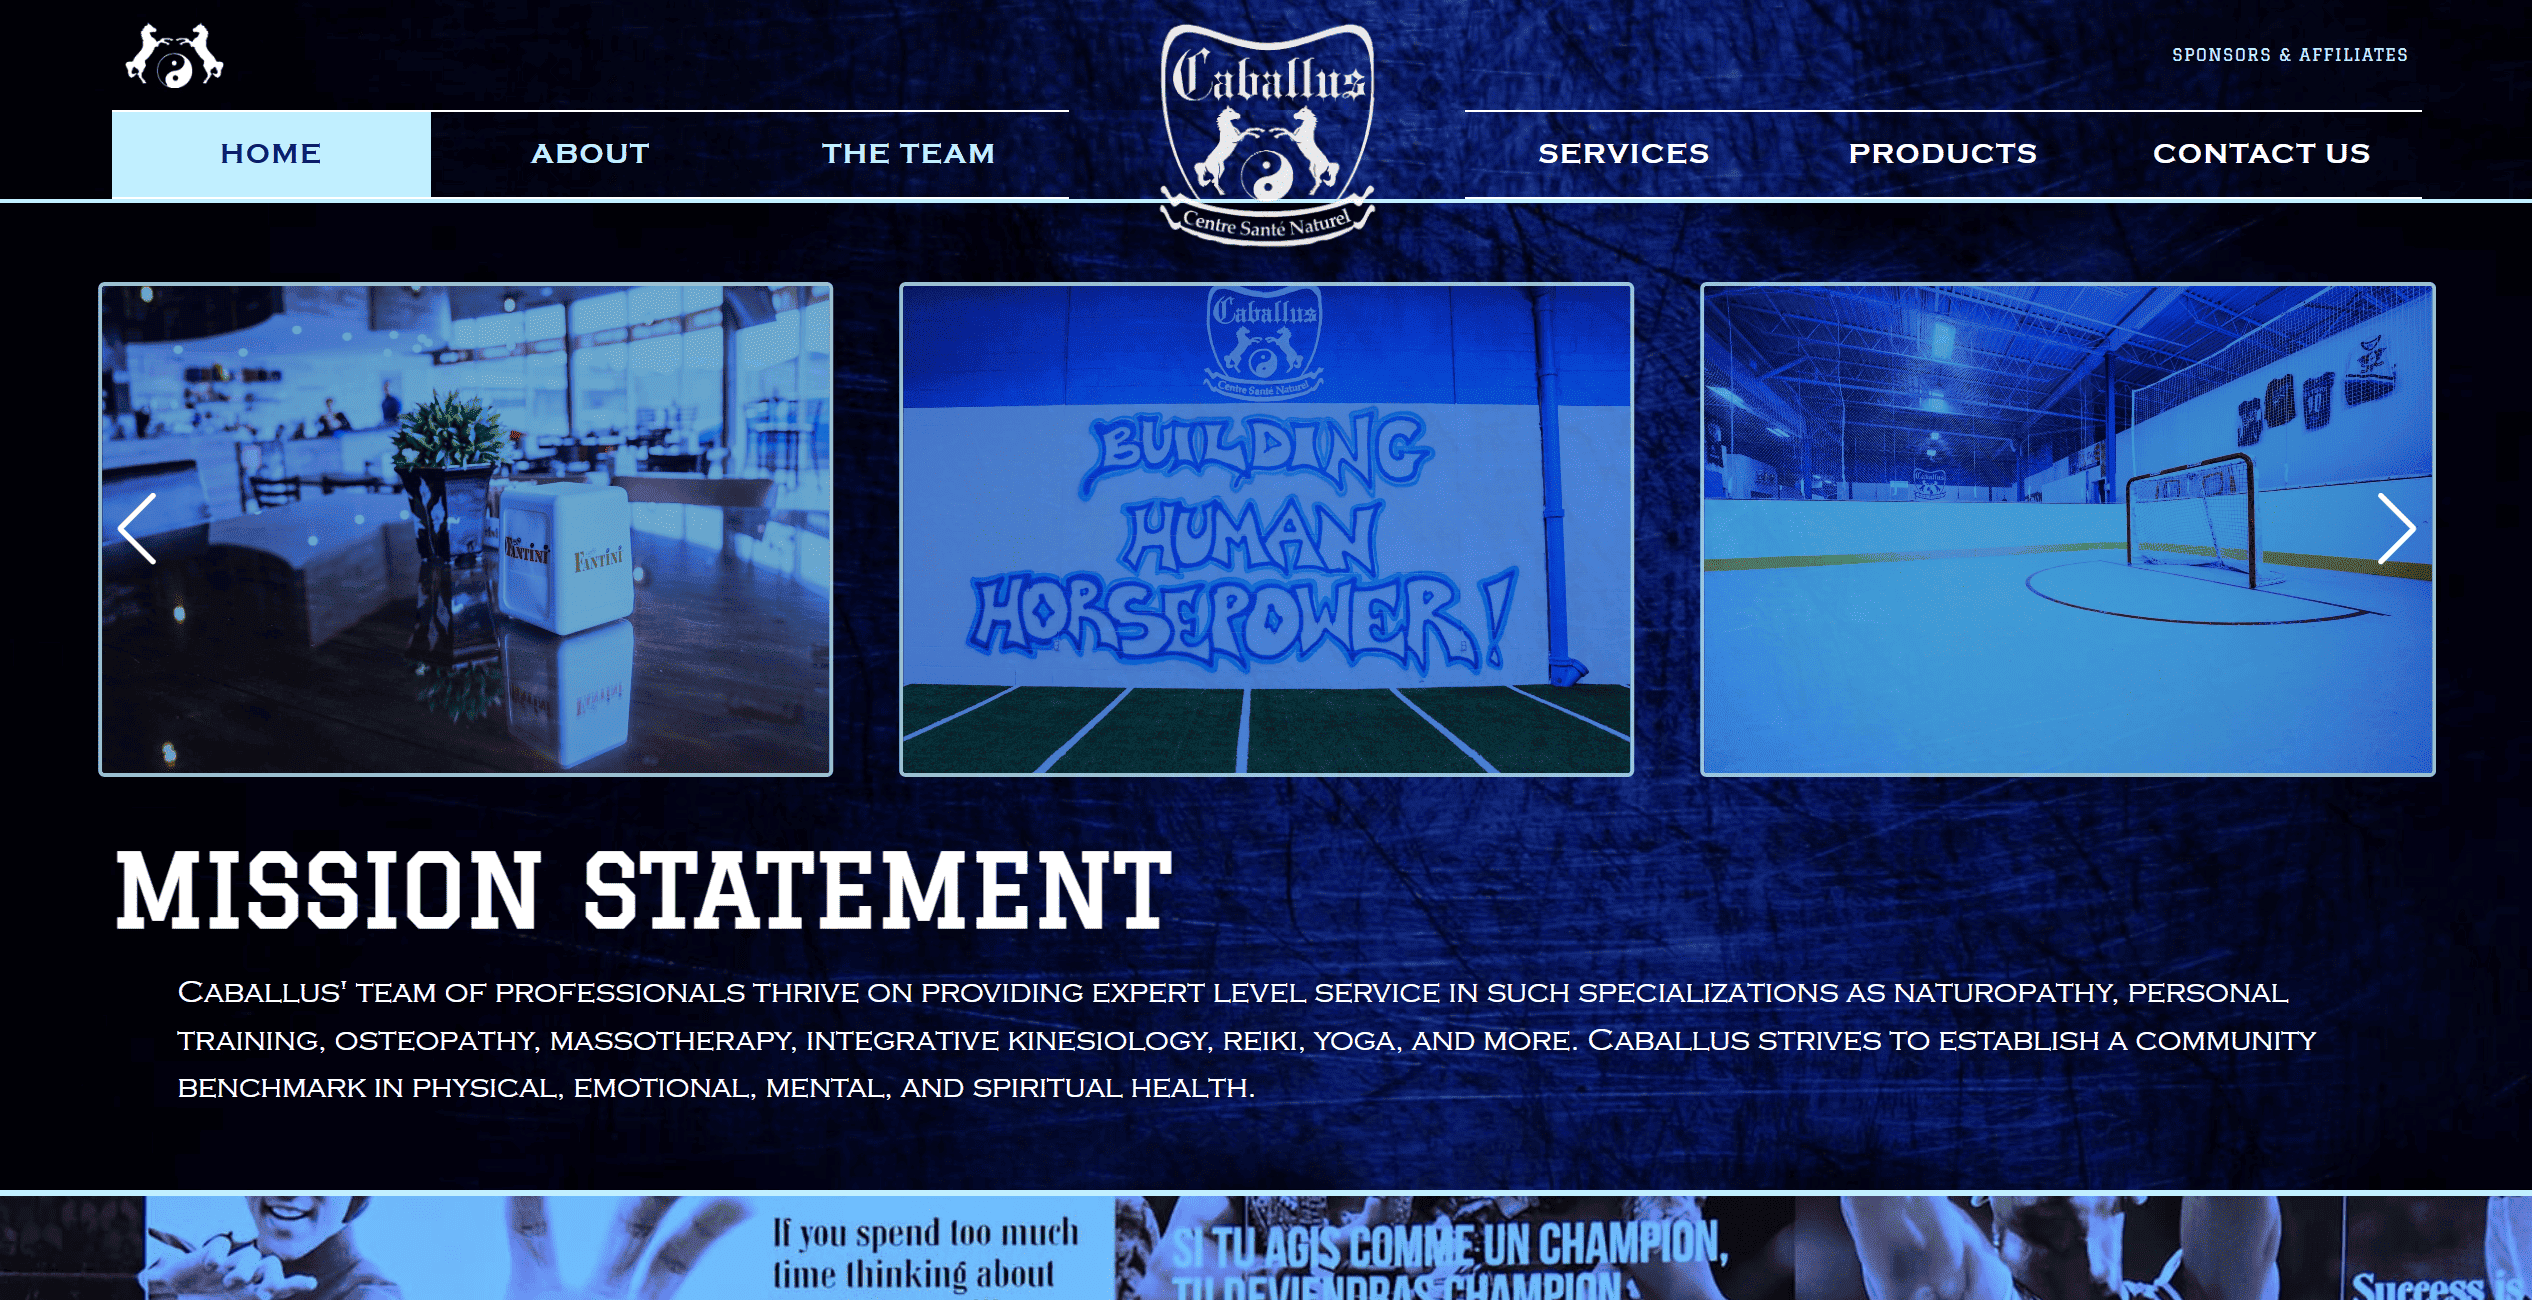 SPONSORS & AFFILIATES
Caballus
Centre Santé Naturel
HOME
ABOUT
THE TEAM
SERVICES
PRODUCTS
CONTACT US
FANTINI
FANTINI
Caballus
Centre Santé Naturel
BUILDING
HUMAN
HORSEPOWER!
MISSION STATEMENT
CABALLUS' TEAM OF PROFESSIONALS THRIVE ON PROVIDING EXPERT LEVEL SERVICE IN SUCH SPECIALIZATIONS AS NATUROPATHY, PERSONAL
TRAINING, OSTEOPATHY, MASSOTHERAPY, INTEGRATIVE KINESIOLOGY, REIKI, YOGA, AND MORE. CABALLUS STRIVES TO ESTABLISH A COMMUNITY
BENCHMARK IN PHYSICAL, EMOTIONAL, MENTAL, AND SPIRITUAL HEALTH.
If you spend too much
time thinking about
SI TU AGIS COMME UN CHAMPION,
TU DEVIENDRAS CHAMPION
Success is